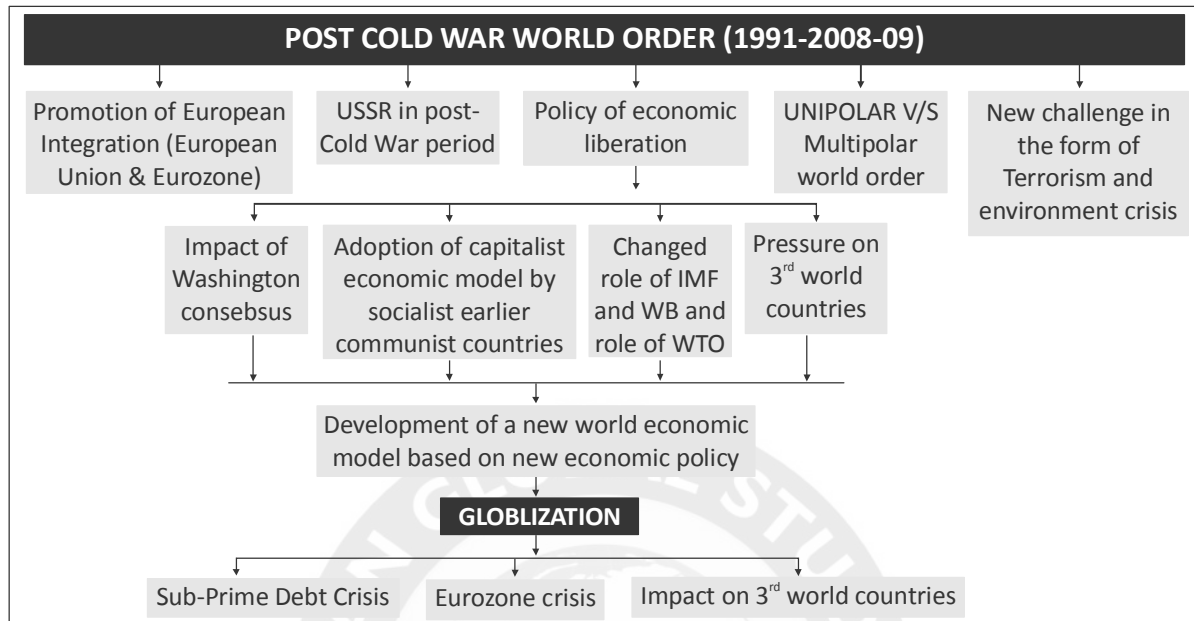 POST COLD WAR WORLD ORDER (1991-2008-09)
Promotion of European
Integration (European
Union & Eurozone)
USSR in post-
Cold War period
Policy of economic
liberation
UNIPOLAR V/S
Multipolar
world order
New challenge in
the form of
Terrorism and
environment crisis
Impact of
Washington
consebsus
Adoption of capitalist
economic model by
socialist earlier
communist countries
Changed
role of IMF
and WB and
role of WTO
Pressure on
3rd world
countries
Development of a new world economic
model based on new economic policy
GLOBLIZATION
Sub-Prime Debt Crisis
Eurozone crisis
Impact on 3rd world countries